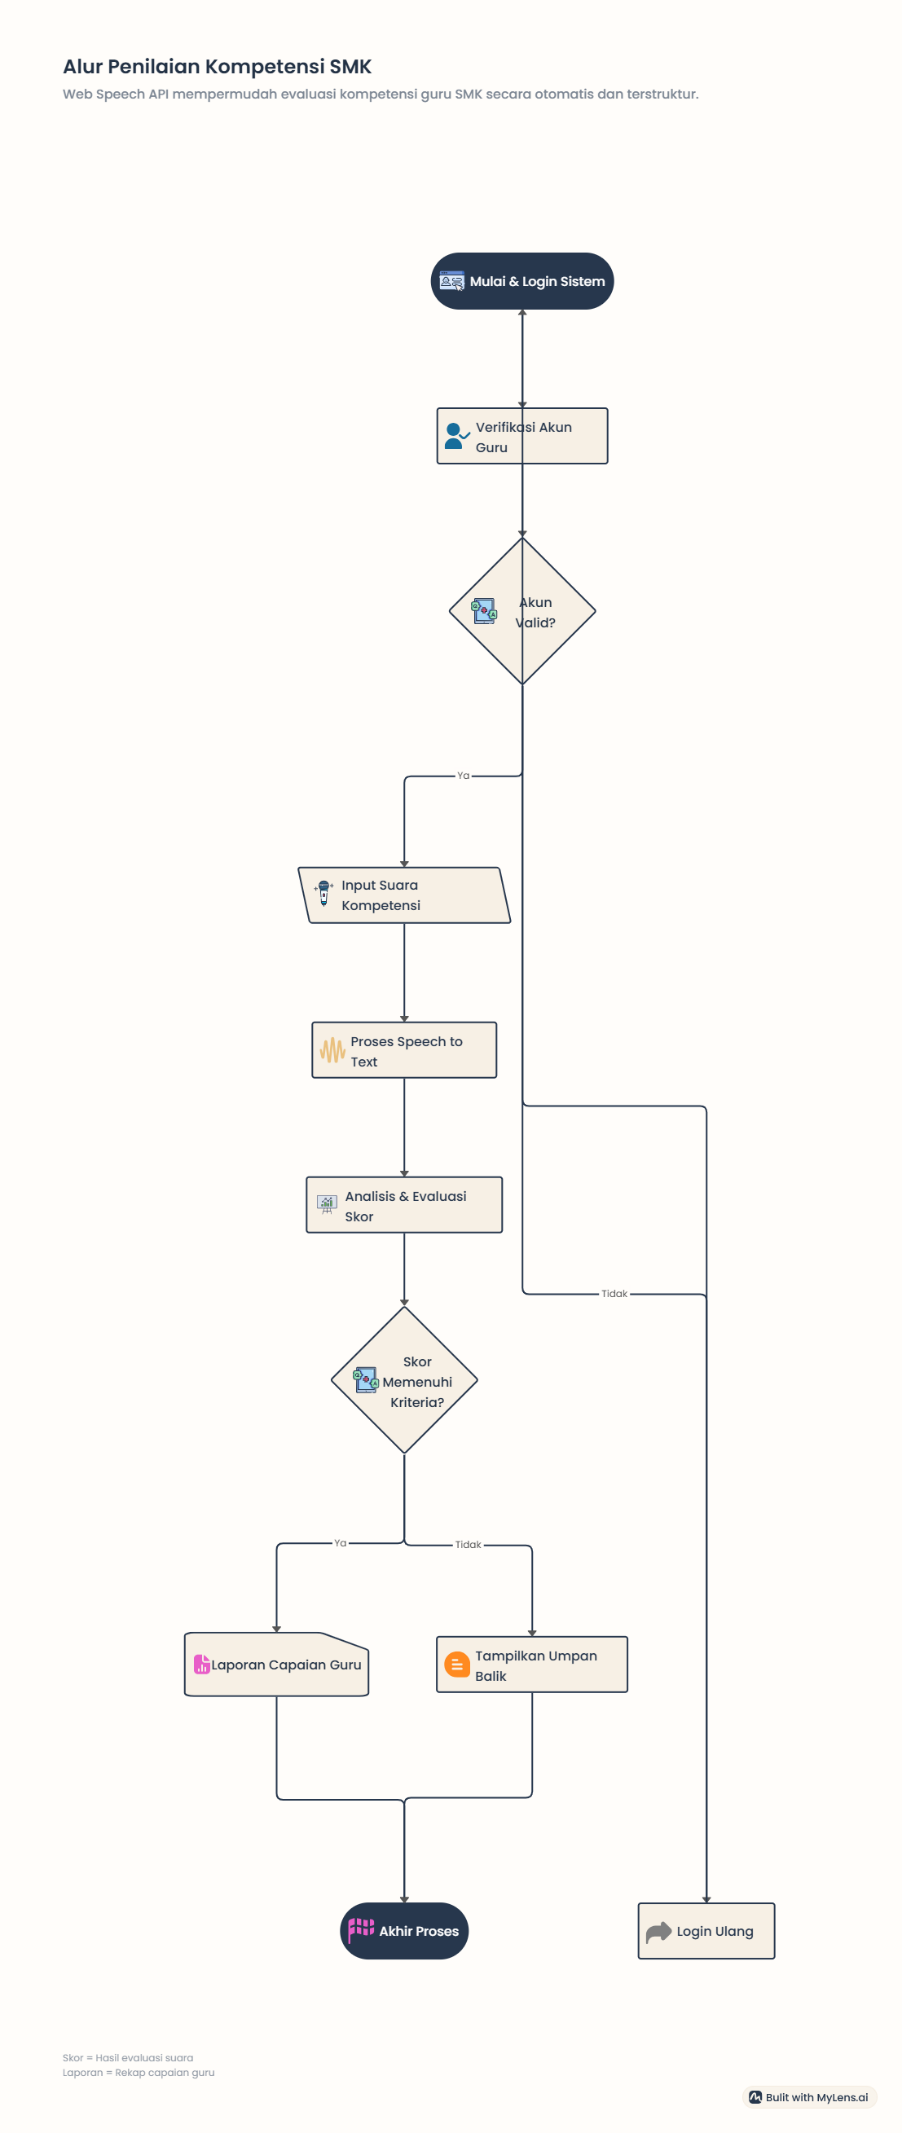 Alur Penilaian Kompetensi SMK
Web Speech API mempermudah evaluasi kompetensi guru SMK secara otomatis dan terstruktur.
Mulai & Login Sistem
Verifikasi Akun
Guru
Akun
Valid?
Ya
Input Suara
Kompetensi
Proses Speech to
Text
Analisis & Evaluasi
Skor
Tidak
Skor
Memenuhi
Kriteria?
Ya
Tidak
Laporan Capaian Guru
Tampilkan Umpan
Balik
Akhir Proses
Login Ulang
Skor = Hasil evaluasi suara
Laporan = Rekap capaian guru
Bulit with MyLens.ai